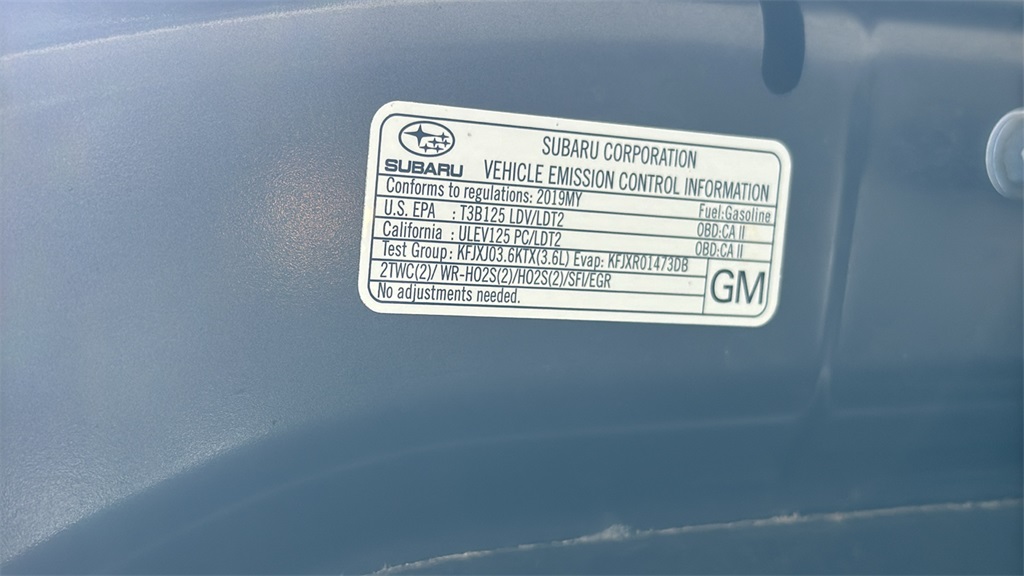 SUBARU
SUBARU CORPORATION
VEHICLE EMISSION CONTROL INFORMATION
Conforms to regulations: 2019MY Fuel:Gasoline
U.S. EPA : T3B125 LDV/LDT2 OBD:CA II
California : ULEV125 PC/LDT2 OBD:CA II
Test Group: KFJXJ03.6KTX(3.6L) Evap: KFJXR01473DB
2TWC(2)/ WR-HO2S(2)/HO2S(2)/SFI/EGR
No adjustments needed.
GM